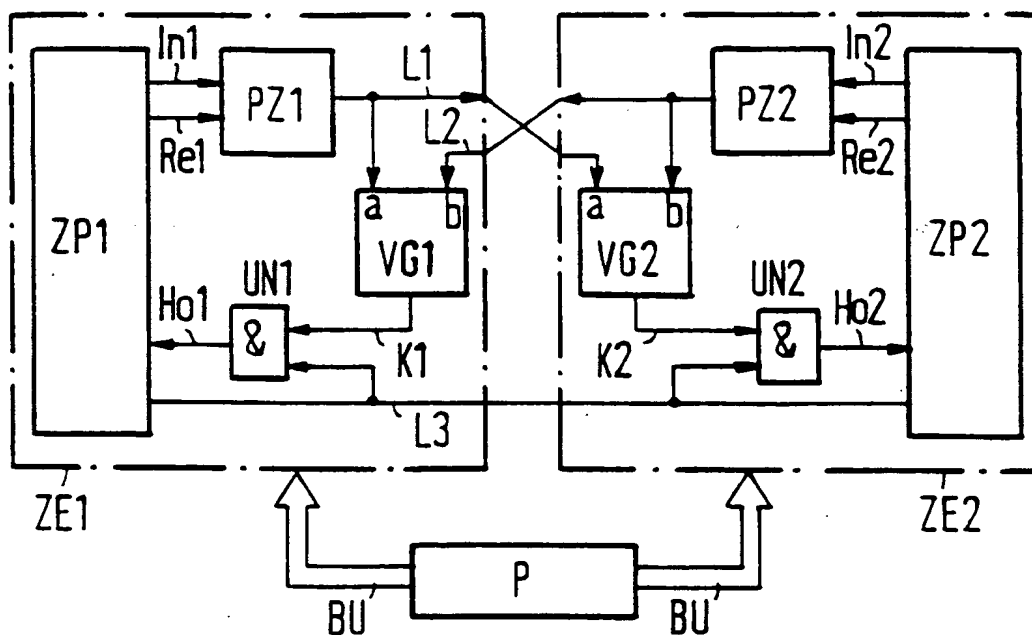 In1
In2
L1
PZ1
PZ2
L2
Re1
Re2
a
b
a
b
ZP1
VG1
VG2
ZP2
UN1
UN2
Ho1
Ho2
&
&
K1
K2
L3
ZE1
ZE2
P
BU
BU